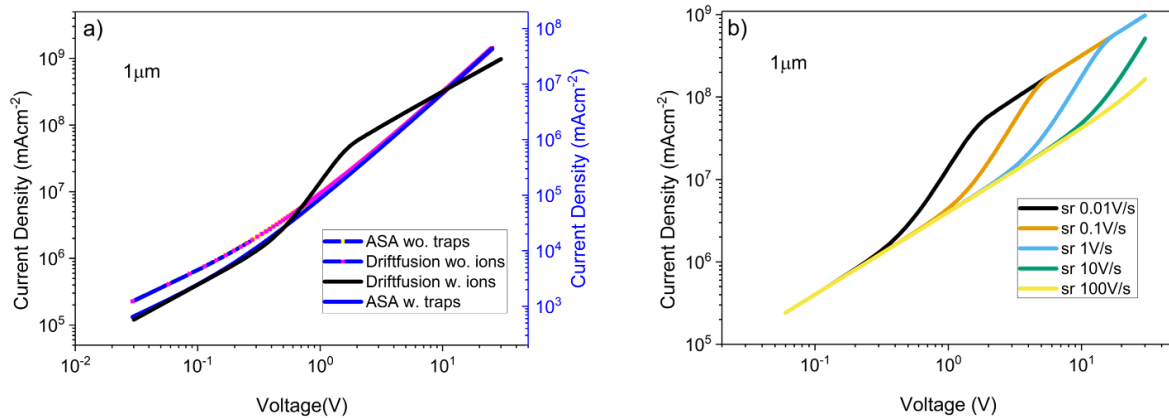 a)
1μm
Current Density (mAcm-2)
10^9
10^8
10^7
10^6
10^5
10^-2
10^-1
10^0
10^1
Voltage(V)
10^8
10^7
10^6
10^5
10^4
10^3
Current Density (mAcm-2)
ASA wo. traps
Driftfusion wo. ions
Driftfusion w. ions
ASA w. traps
b)
1μm
Current Density (mAcm-2)
10^9
10^8
10^7
10^6
10^5
10^-1
10^0
10^1
Voltage (V)
sr 0.01V/s
sr 0.1V/s
sr 1V/s
sr 10V/s
sr 100V/s